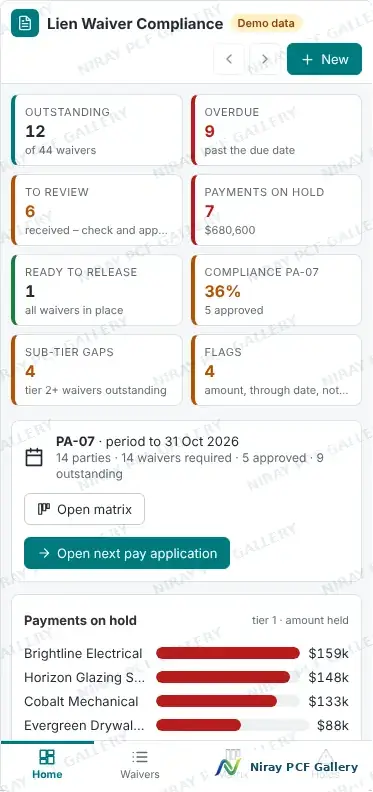 Lien Waiver Compliance
Demo data
New
OUTSTANDING
12
of 44 waivers
OVERDUE
9
past the due date
TO REVIEW
6
received – check and app...
PAYMENTS ON HOLD
7
$680,600
READY TO RELEASE
1
all waivers in place
COMPLIANCE PA-07
36%
5 approved
SUB-TIER GAPS
4
tier 2+ waivers outstanding
FLAGS
4
amount, through date, not...
PA-07 · period to 31 Oct 2026
14 parties · 14 waivers required · 5 approved · 9
outstanding
Open matrix
Open next pay application
Payments on hold
tier 1 · amount held
Brightline Electrical $159k
Horizon Glazing S... $148k
Cobalt Mechanical $133k
Evergreen Drywal... $88k
Home
Waivers
Niray PCF Gallery
NIRAY PCF GALLERY